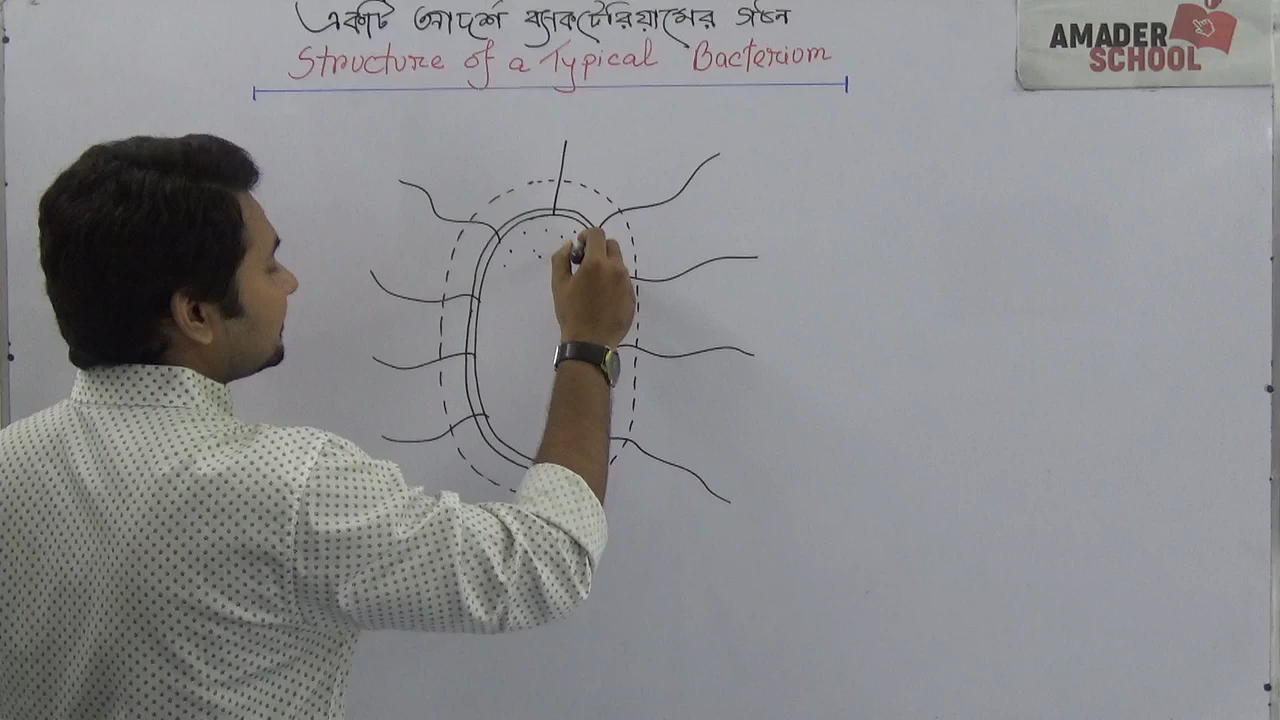 একটি আদর্শ ব্যাকটেরিয়ামের গঠন
Structure of a Typical Bacterium
AMADER
SCHOOL